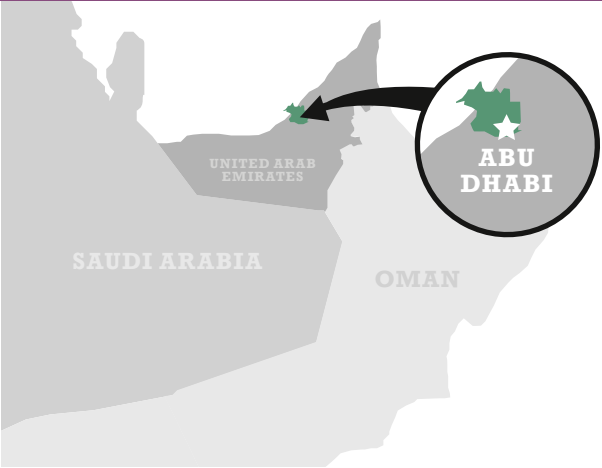 UNITED ARAB
EMIRATES
ABU
DHABI
SAUDI ARABIA
OMAN